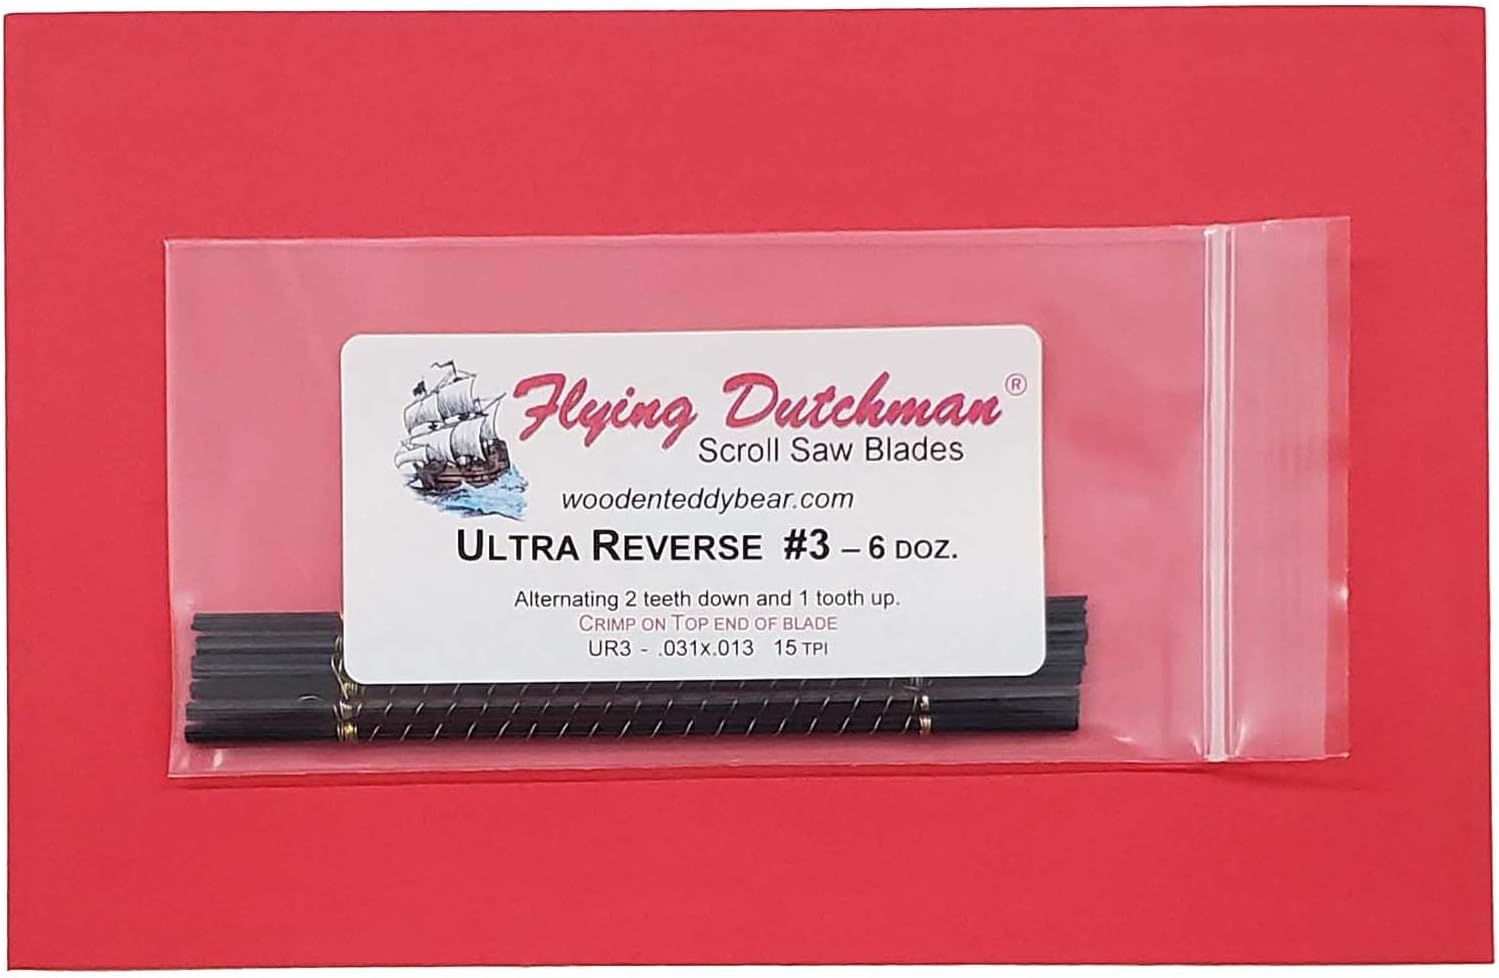 Flying Dutchman®
Scroll Saw Blades
woodenteddybear.com
ULTRA REVERSE #3 – 6 DOZ.
Alternating 2 teeth down and 1 tooth up.
CRIMP ON TOP END OF BLADE
UR3 - .031x.013 15 TPI